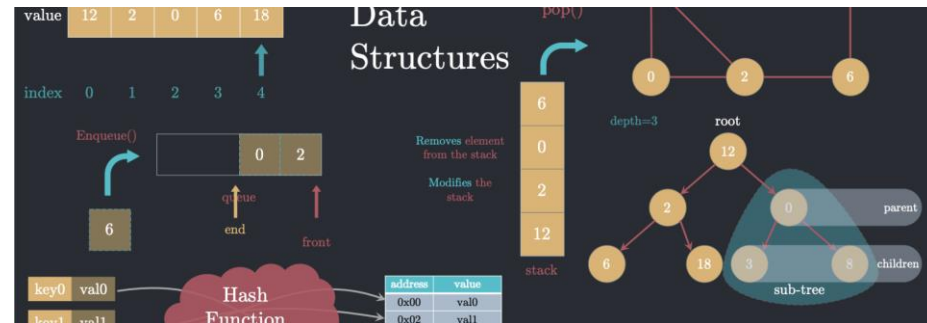 value 12 2 0 6 18
index 0 1 2 3 4
Data
Structures
pop()
0 2 6
Enqueue()
0 2
queue
end
front
6
Removes element
from the stack
Modifies the
stack
6
0
2
12
stack
depth=3
root
12
2 0 parent
6 18 3 8 children
sub-tree
key0 val0
key1 val1
Hash
Function
address value
0x00 val0
0x02 val1